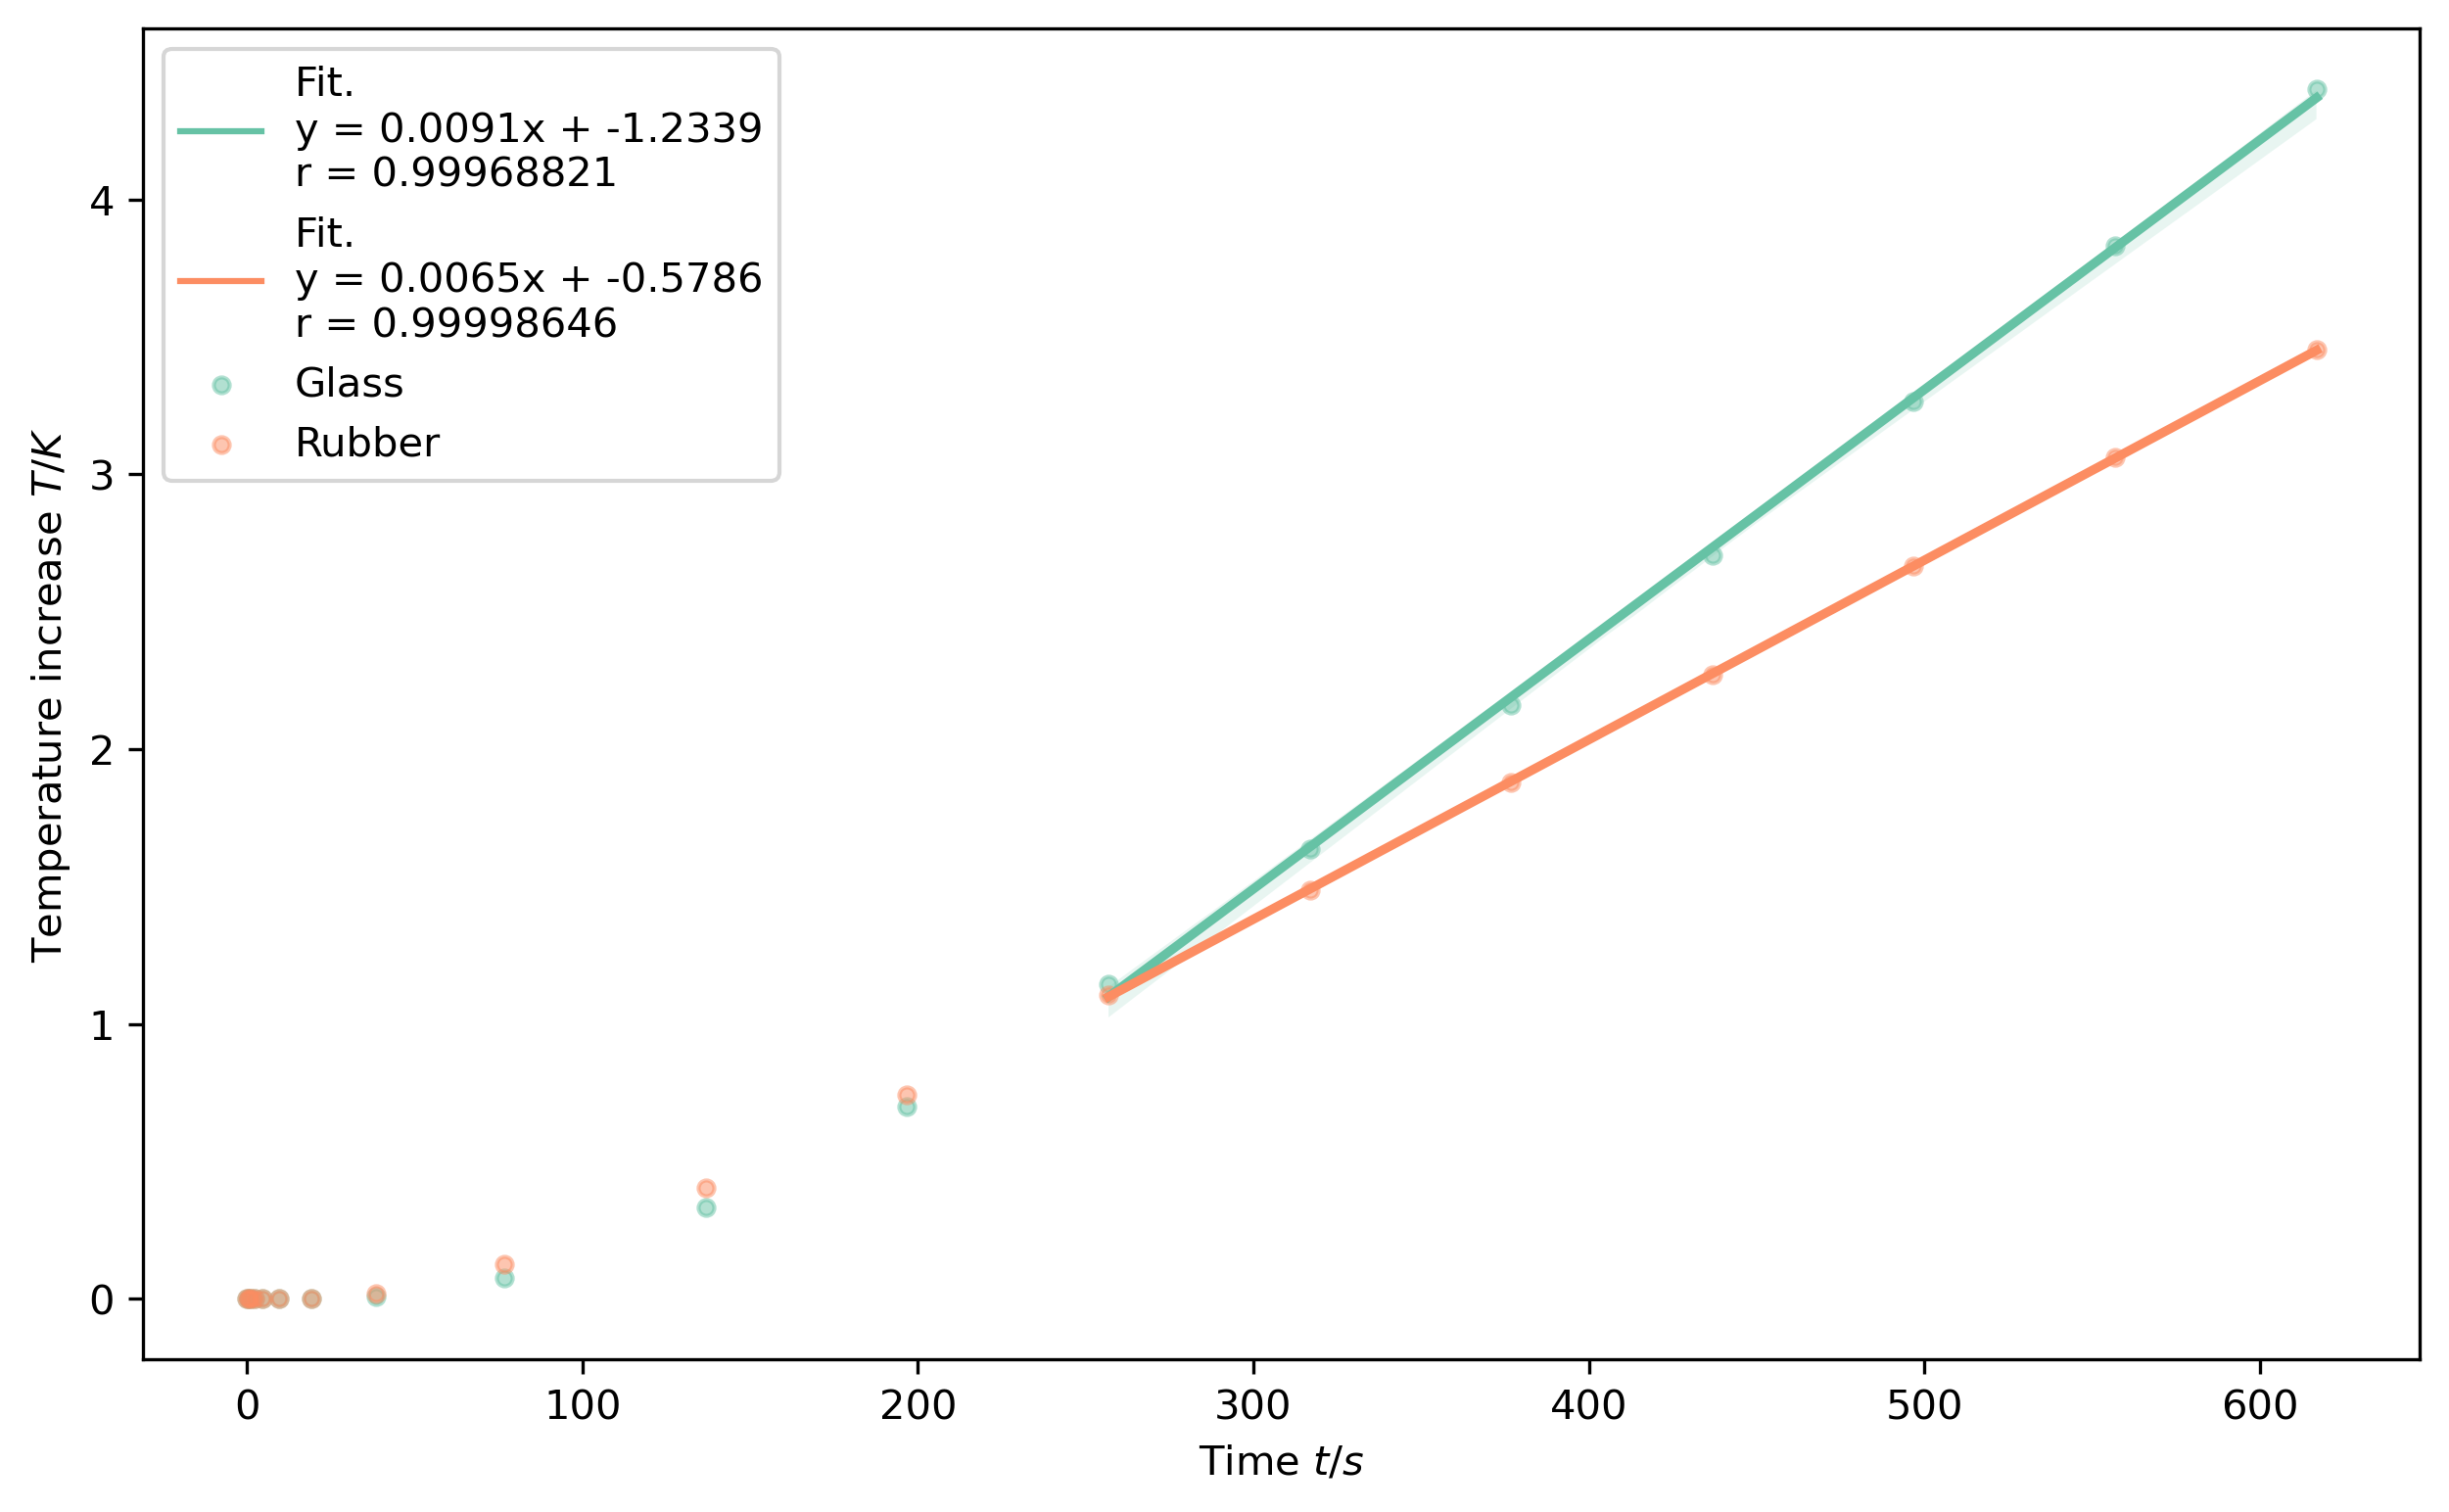 Fit.
y = 0.0091x + -1.2339
r = 0.99968821
Fit.
y = 0.0065x + -0.5786
r = 0.99998646
Glass
Rubber
Temperature increase T/K
4
3
2
1
0
0 100 200 300 400 500 600
Time t/s